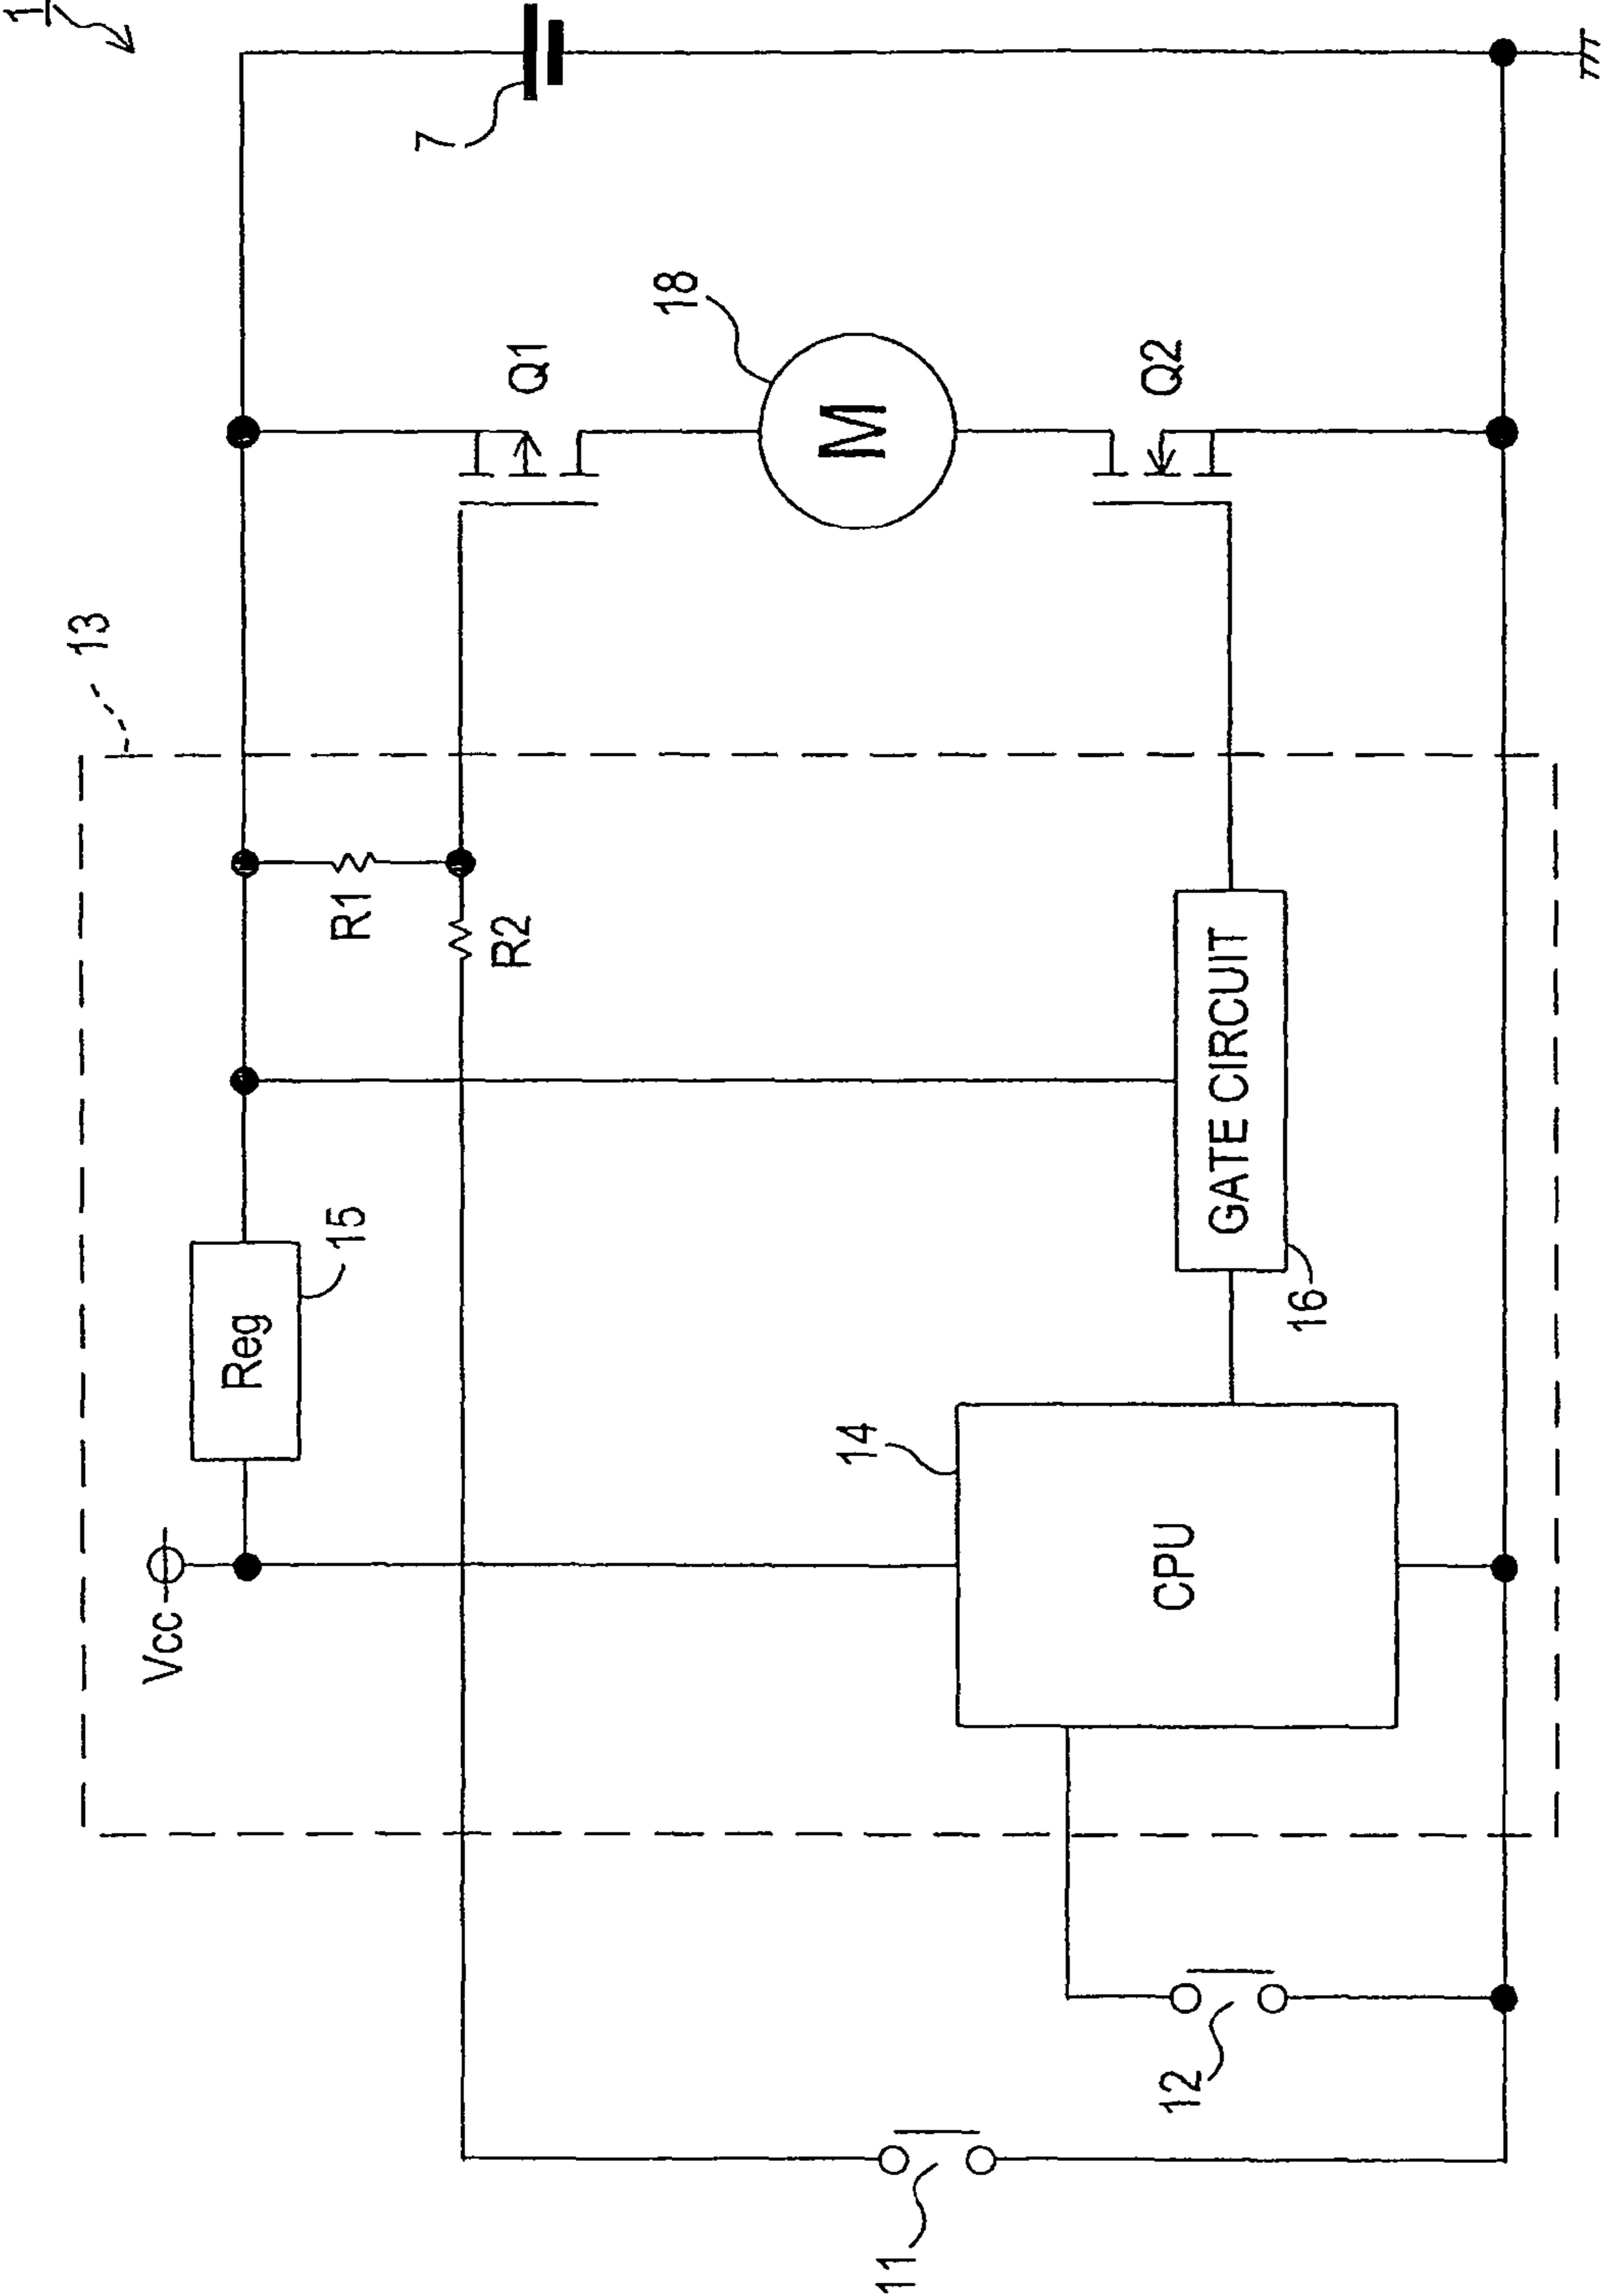 1
7
18
Q1
M
Q2
13
R1
R2
GATE CIRCUIT
16
15
Reg
14
CPU
Vcc
12
11